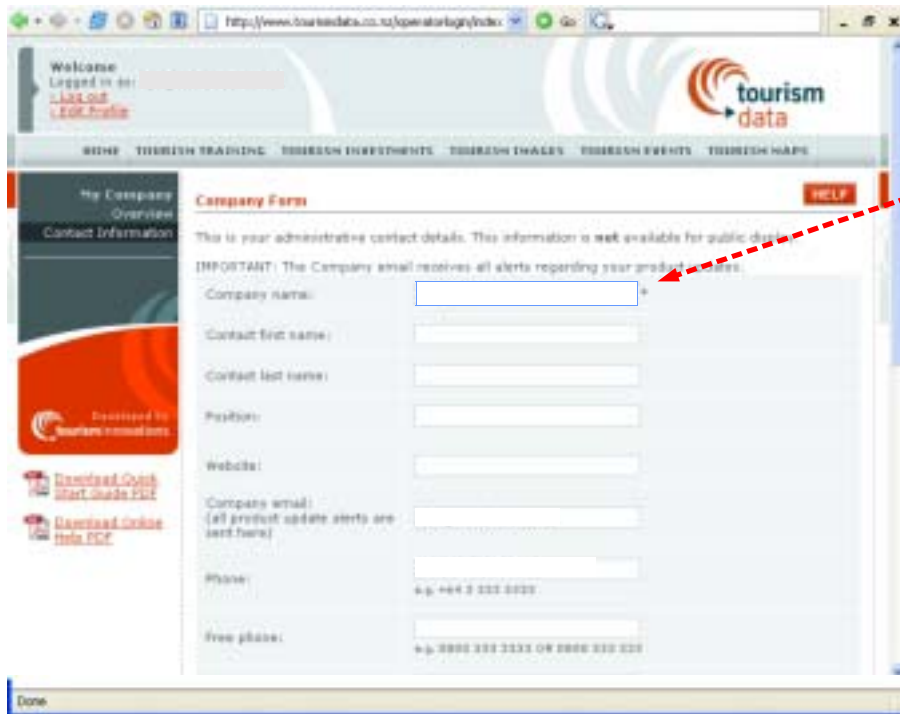 http://www.tourismdata.co.nz/operatorlogin/index
Go
Welcome
Logged in as:
Log out
Edit Profile
tourism
data
HOME TOURISM TRAINING TOURISM INVESTMENTS TOURISM IMAGES TOURISM EVENTS TOURISM MAPS
My Company
Overview
Contact Information
Company Form
HELP
This is your administrative contact details. This information is not available for public display.
IMPORTANT: The Company email receives all alerts regarding your product updates.
Company name:
*
Contact first name:
Contact last name:
Position:
Website:
Company email:
(all product update alerts are
sent here)
Phone:
e.g. +64 3 333 3333
Free phone:
e.g. 0800 333 3333 OR 0800 333 333
Developed by
tourisminnovations
Download Quick
Start Guide PDF
Download Online
Help PDF
Done